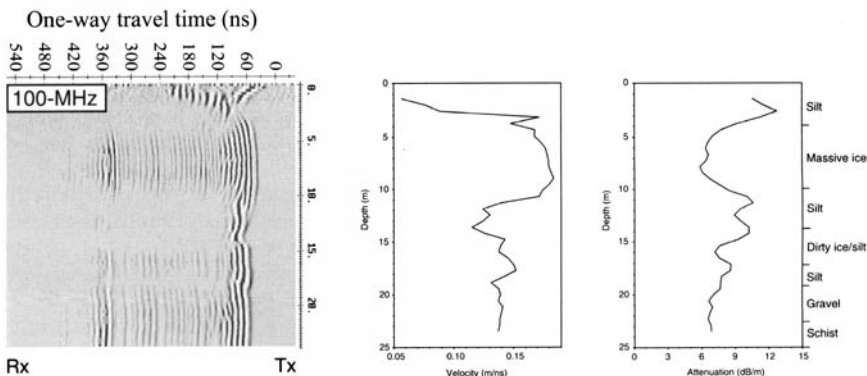 One-way travel time (ns)
540 480 420 360 300 240 180 120 60 0
100-MHz
0.
5.
10.
15.
20.
Rx Tx
0
5
10
15
20
25
Depth (m)
0.05 0.10 0.15
Velocity (m/ns)
0
5
10
15
20
25
Depth (m)
0 3 6 9 12 15
Attenuation (dB/m)
Silt
Massive ice
Silt
Dirty ice/silt
Silt
Gravel
Schist